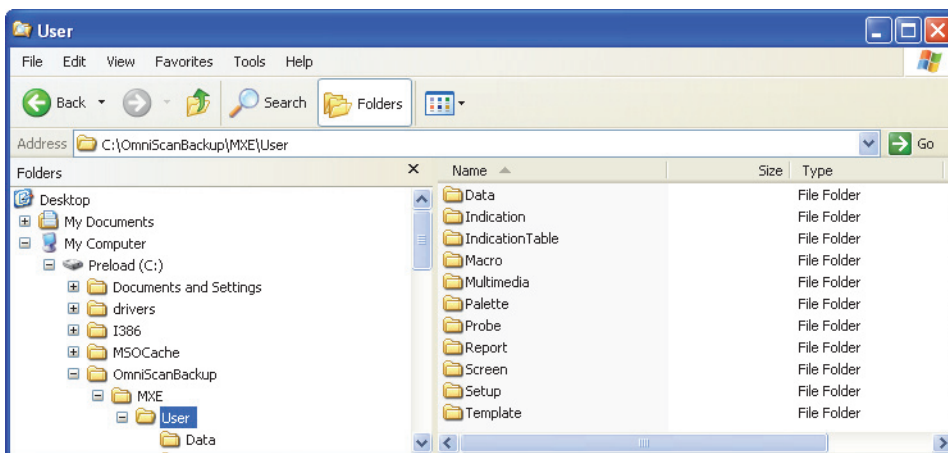 User
File Edit View Favorites Tools Help
Back Search Folders
Address C:\OmniScanBackup\MXE\User Go
Folders Name Size Type
Desktop
My Documents
My Computer
Preload (C:)
Documents and Settings
drivers
I386
MSOCache
OmniScanBackup
MXE
User
Data
Data File Folder
Indication File Folder
IndicationTable File Folder
Macro File Folder
Multimedia File Folder
Palette File Folder
Probe File Folder
Report File Folder
Screen File Folder
Setup File Folder
Template File Folder